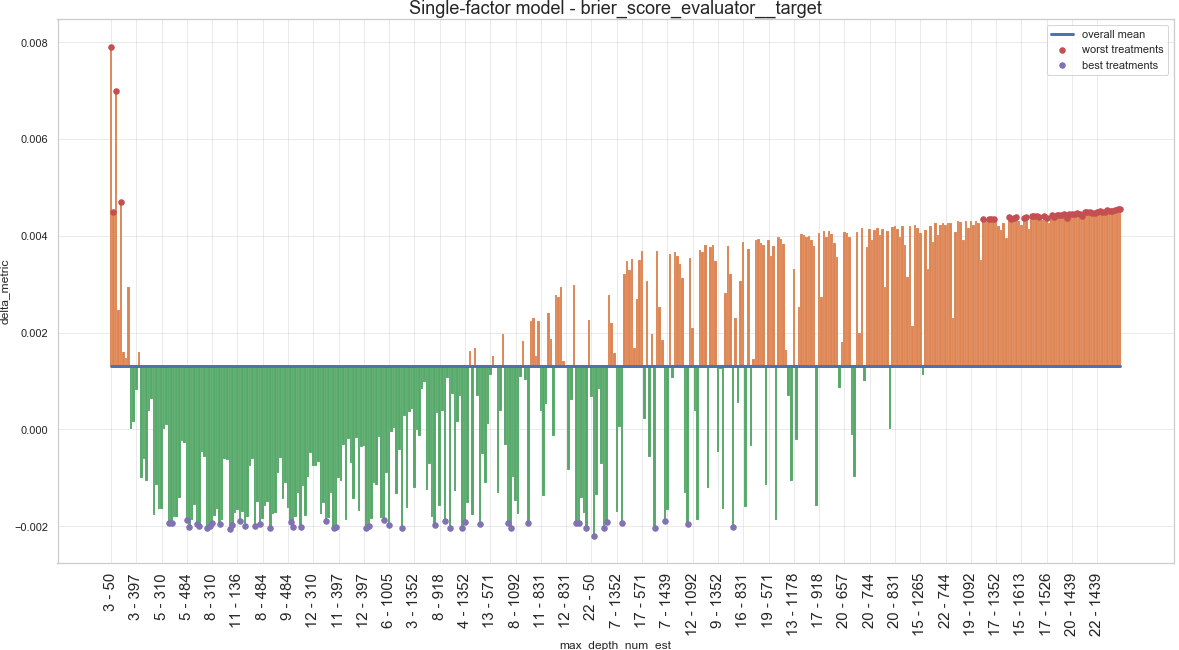 Single-factor model - brier_score_evaluator__target
overall mean
worst treatments
best treatments
0.008
0.006
0.004
0.002
0.000
−0.002
delta_metric
3 - 50
3 - 397
5 - 310
5 - 484
8 - 310
11 - 136
8 - 484
9 - 484
12 - 310
11 - 397
12 - 397
6 - 1005
3 - 1352
8 - 918
4 - 1352
13 - 571
8 - 1092
11 - 831
12 - 831
22 - 50
7 - 1352
17 - 571
7 - 1439
12 - 1092
9 - 1352
16 - 831
19 - 571
13 - 1178
17 - 918
20 - 657
20 - 744
20 - 831
15 - 1265
22 - 744
19 - 1092
17 - 1352
15 - 1613
17 - 1526
20 - 1439
22 - 1439
max_depth_num_est